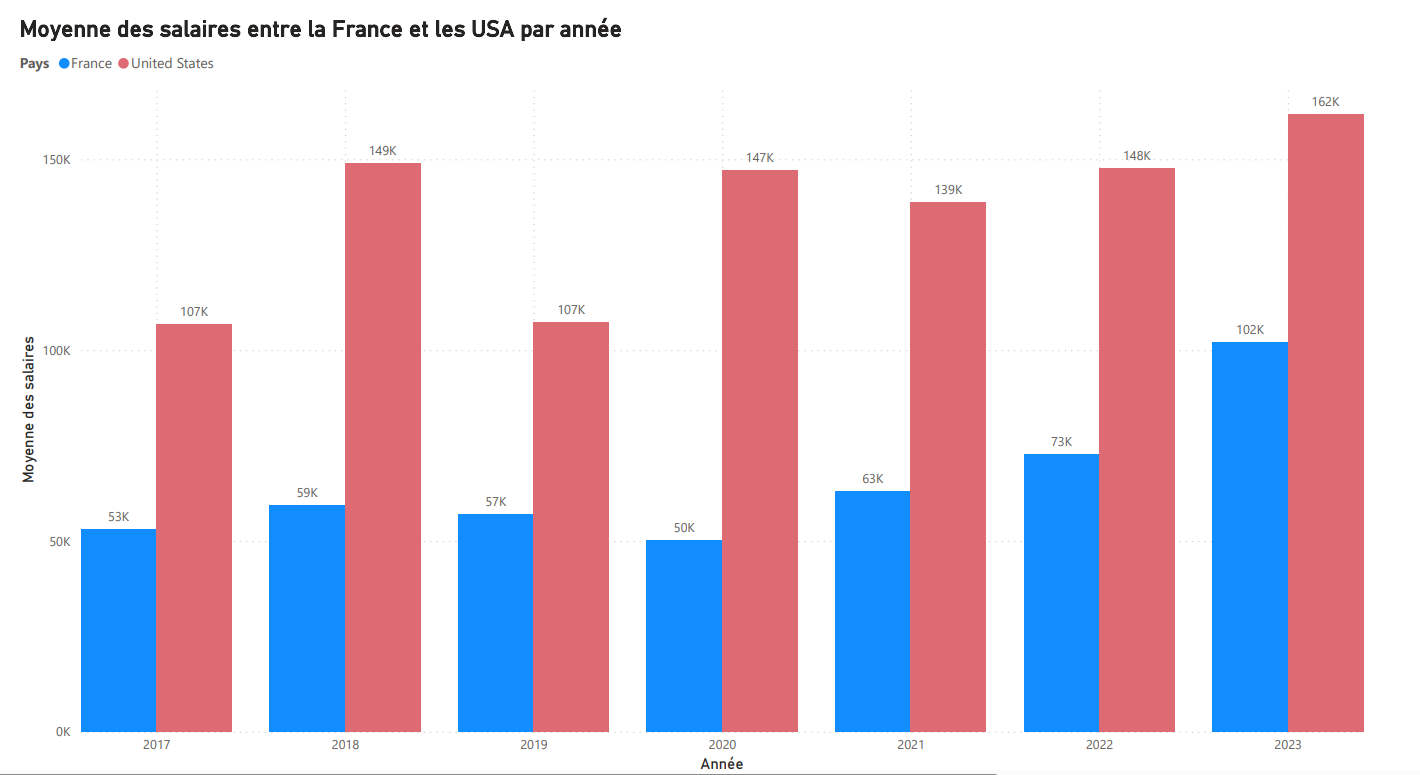 Moyenne des salaires entre la France et les USA par année
Pays France United States
162K
149K
150K
147K
148K
139K
107K
107K
102K
100K
73K
63K
59K
57K
53K
50K
50K
0K
Moyenne des salaires
2017 2018 2019 2020 2021 2022 2023
Année